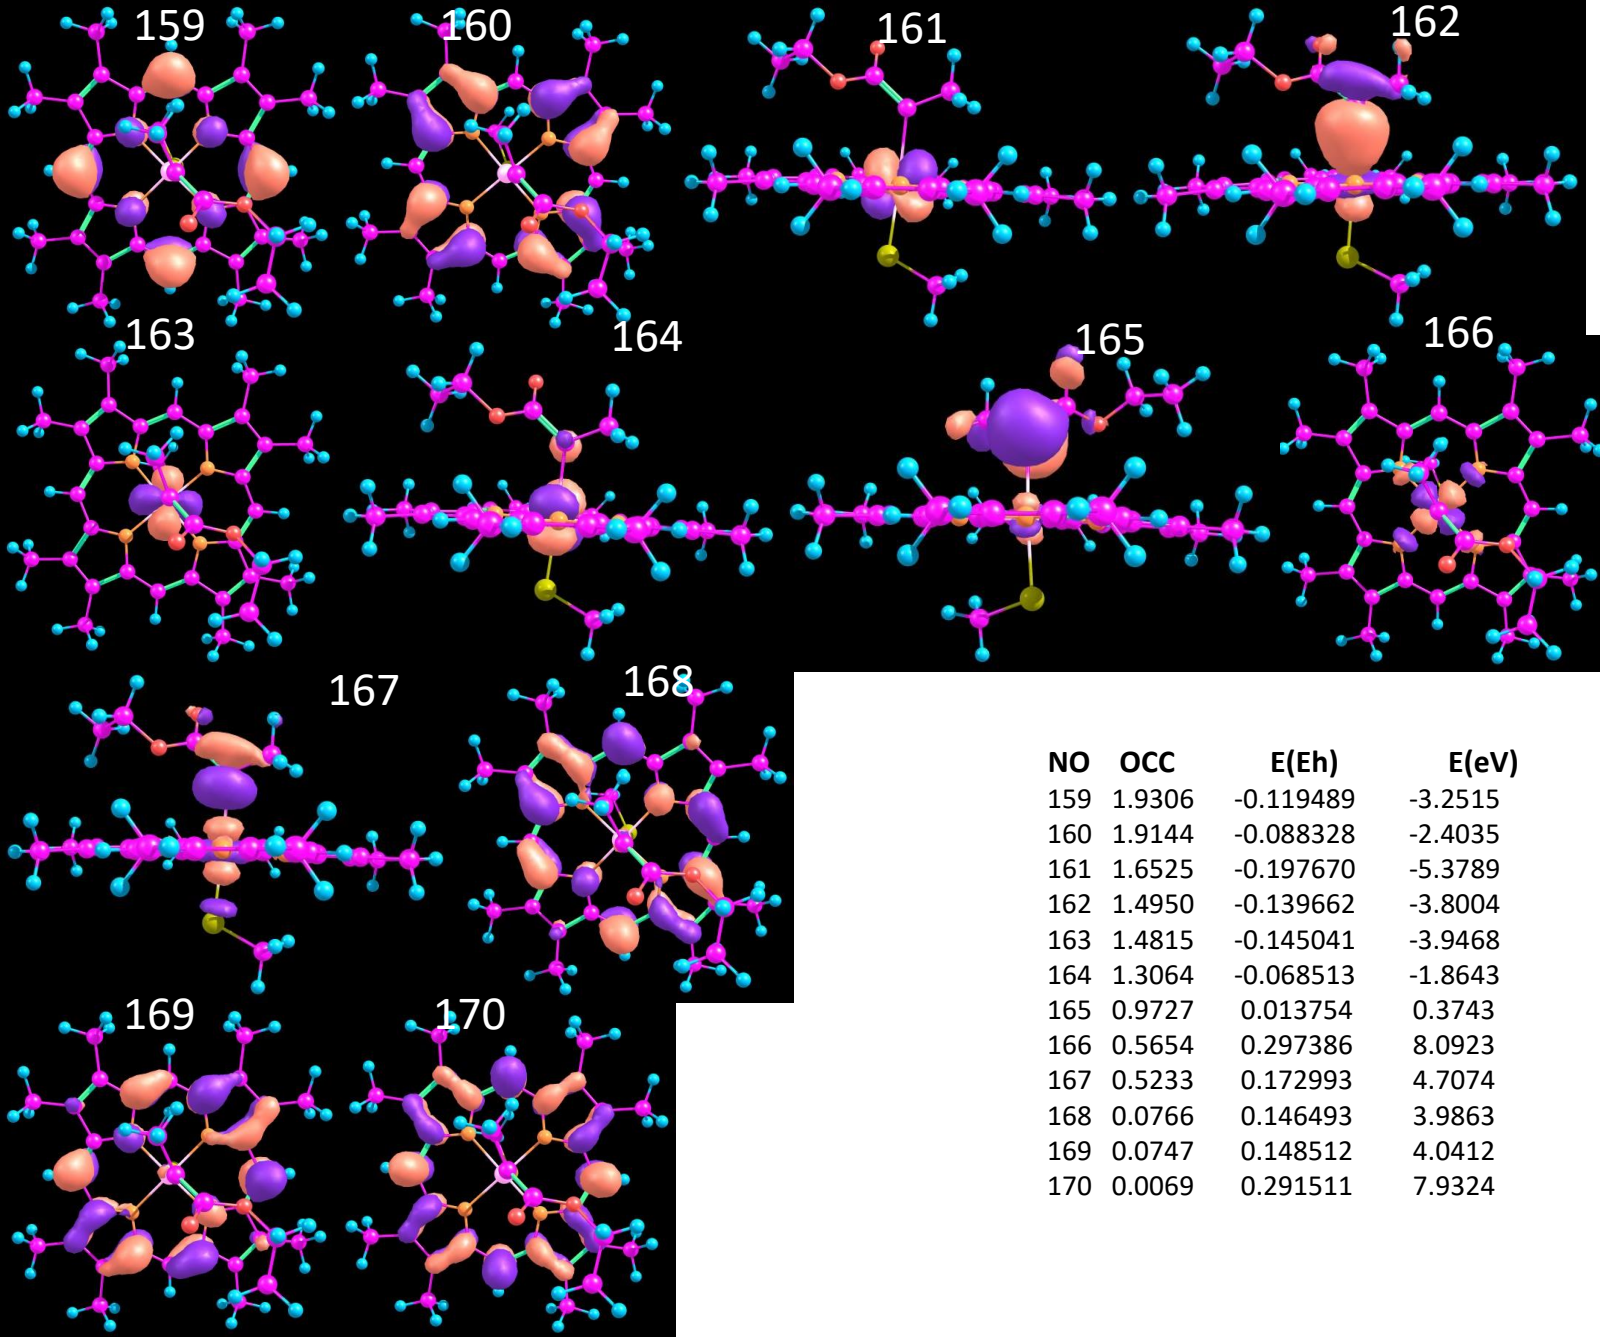 159
160
161
162
163
164
165
166
167
168
169
170
NO OCC E(Eh) E(eV)
159 1.9306 -0.119489 -3.2515
160 1.9144 -0.088328 -2.4035
161 1.6525 -0.197670 -5.3789
162 1.4950 -0.139662 -3.8004
163 1.4815 -0.145041 -3.9468
164 1.3064 -0.068513 -1.8643
165 0.9727 0.013754 0.3743
166 0.5654 0.297386 8.0923
167 0.5233 0.172993 4.7074
168 0.0766 0.146493 3.9863
169 0.0747 0.148512 4.0412
170 0.0069 0.291511 7.9324